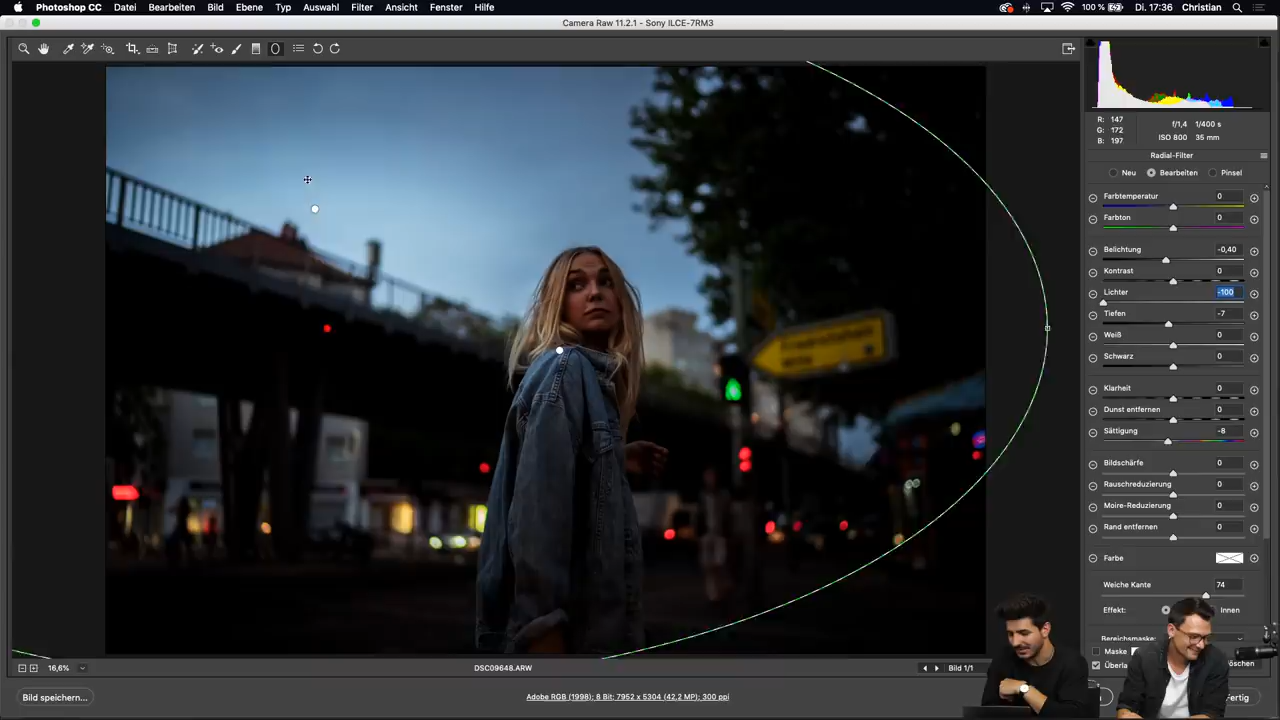 Photoshop CC Datei Bearbeiten Bild Ebene Typ Auswahl Filter Ansicht Fenster Hilfe 100 % Di. 17:36 Christian
Camera Raw 11.2.1 - Sony ILCE-7RM3
R: 147
G: 172
B: 197
f/1,4 1/400 s
ISO 800 35 mm
Radial-Filter
Neu Bearbeiten Pinsel
Farbtemperatur 0
Farbton 0
Belichtung -0,40
Kontrast 0
Lichter -100
Tiefen -7
Weiß 0
Schwarz 0
Klarheit 0
Dunst entfernen 0
Sättigung -8
Bildschärfe 0
Rauschreduzierung 0
Moire-Reduzierung 0
Rand entfernen 0
Farbe
Weiche Kante 74
Effekt: Innen
Bereichsmaske:
Maske
16,6% DSC09648.ARW Bild 1/1
Bild speichern...
Adobe RGB (1998); 8 Bit; 7952 x 5304 (42,2 MP); 300 ppi